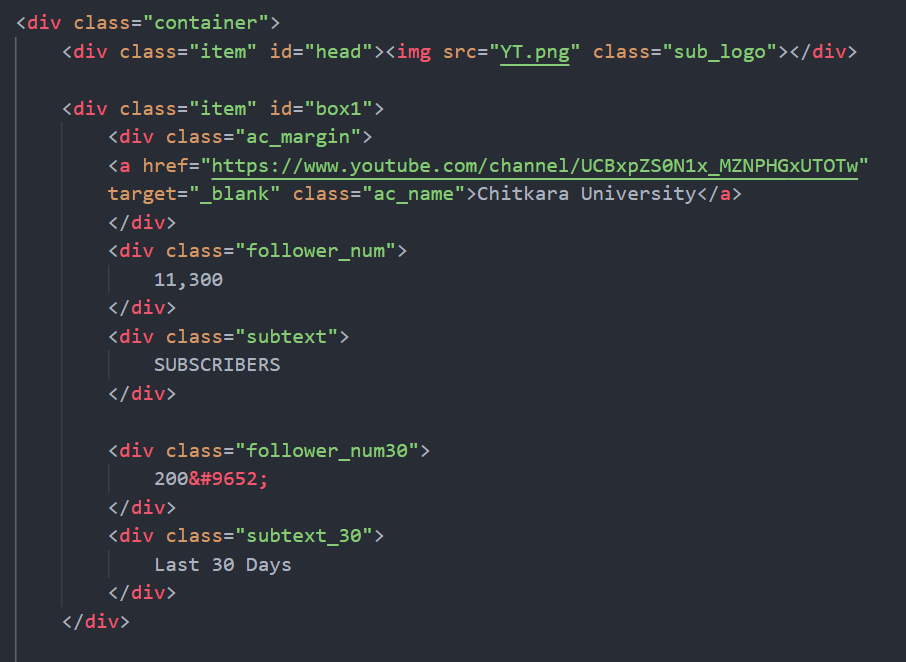 <div class="container">
<div class="item" id="head"><img src="YT.png" class="sub_logo"></div>
<div class="item" id="box1">
<div class="ac_margin">
<a href="https://www.youtube.com/channel/UCBxpZS0N1x_MZNPHGxUTOTw"
target="_blank" class="ac_name">Chitkara University</a>
</div>
<div class="follower_num">
11,300
</div>
<div class="subtext">
SUBSCRIBERS
</div>
<div class="follower_num30">
200&#9652;
</div>
<div class="subtext_30">
Last 30 Days
</div>
</div>